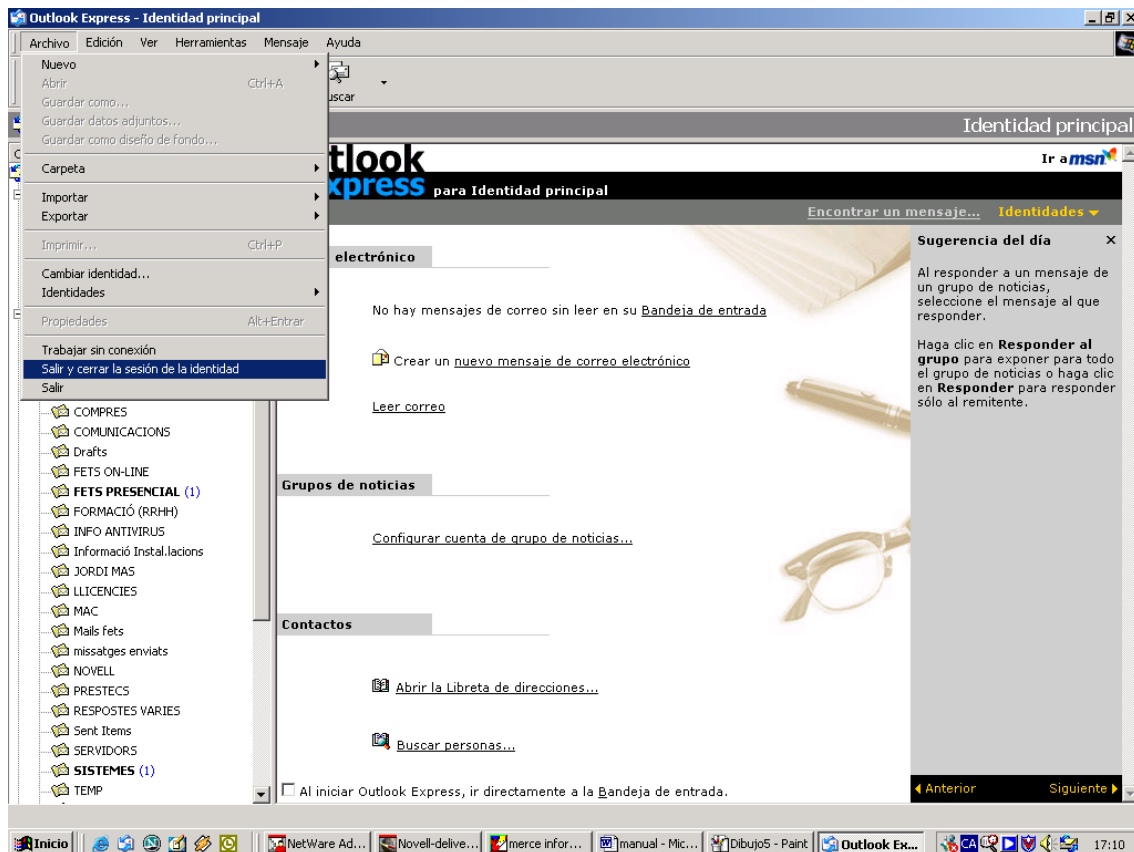 Outlook Express - Identidad principal
Archivo Edición Ver Herramientas Mensaje Ayuda
Nuevo
Abrir Ctrl+A
Guardar como...
Guardar datos adjuntos...
Guardar como diseño de fondo...
Carpeta
Importar
Exportar
Imprimir... Ctrl+P
Cambiar identidad...
Identidades
Propiedades Alt+Entrar
Trabajar sin conexión
Salir y cerrar la sesión de la identidad
Salir
uscar
Identidad principal
tlook
Ir a msn
xpress para Identidad principal
Encontrar un mensaje... Identidades
electrónico
No hay mensajes de correo sin leer en su Bandeja de entrada
Crear un nuevo mensaje de correo electrónico
Leer correo
Grupos de noticias
Configurar cuenta de grupo de noticias...
Contactos
Abrir la Libreta de direcciones...
Buscar personas...
Al iniciar Outlook Express, ir directamente a la Bandeja de entrada.
Sugerencia del día X
Al responder a un mensaje de
un grupo de noticias,
seleccione el mensaje al que
responder.
Haga clic en Responder al
grupo para exponer para todo
el grupo de noticias o haga clic
en Responder para responder
sólo al remitente.
Anterior Siguiente
COMPRES
COMUNICACIONS
Drafts
FETS ON-LINE
FETS PRESENCIAL (1)
FORMACIÓ (RRHH)
INFO ANTIVIRUS
Informació Instal.lacions
JORDI MAS
LLICENCIES
MAC
Mails fets
missatges enviats
NOVELL
PRESTECS
RESPOSTES VARIES
Sent Items
SERVIDORS
SISTEMES (1)
TEMP
Inicio NetWare Ad... Novell-delive... merce infor... manual - Mic... Dibujo5 - Paint Outlook Ex... CA 17:10